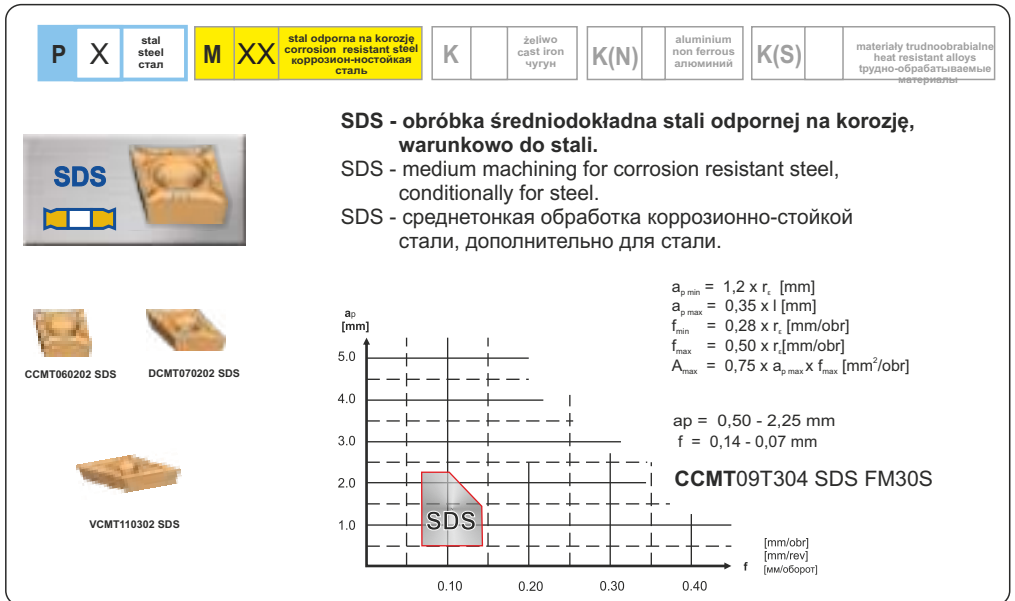 P X stal
steel
стал
M XX stal odporna na korozję
corrosion resistant steel
коррозион-ностойкая
сталь
K żeliwo
cast iron
чугун
K(N) aluminium
non ferrous
алюминий
K(S) materiały trudnoobrabialne
heat resistant alloys
трудно-обрабатываемые
материалы
SDS - obróbka średniodokładna stali odpornej na korozję,
warunkowo do stali.
SDS - medium machining for corrosion resistant steel,
conditionally for steel.
SDS - среднетонкая обработка коррозионно-стойкой
стали, дополнительно для стали.
SDS
CCMT060202 SDS
DCMT070202 SDS
VCMT110302 SDS
ap
[mm]
5.0
4.0
3.0
2.0
1.0
SDS
0.10 0.20 0.30 0.40
f
[mm/obr]
[mm/rev]
[мм/оборот]
ap min = 1,2 x rε [mm]
ap max = 0,35 x l [mm]
fmin = 0,28 x rε [mm/obr]
fmax = 0,50 x rε[mm/obr]
Amax = 0,75 x ap max x fmax [mm²/obr]
ap = 0,50 - 2,25 mm
f = 0,14 - 0,07 mm
CCMT09T304 SDS FM30S